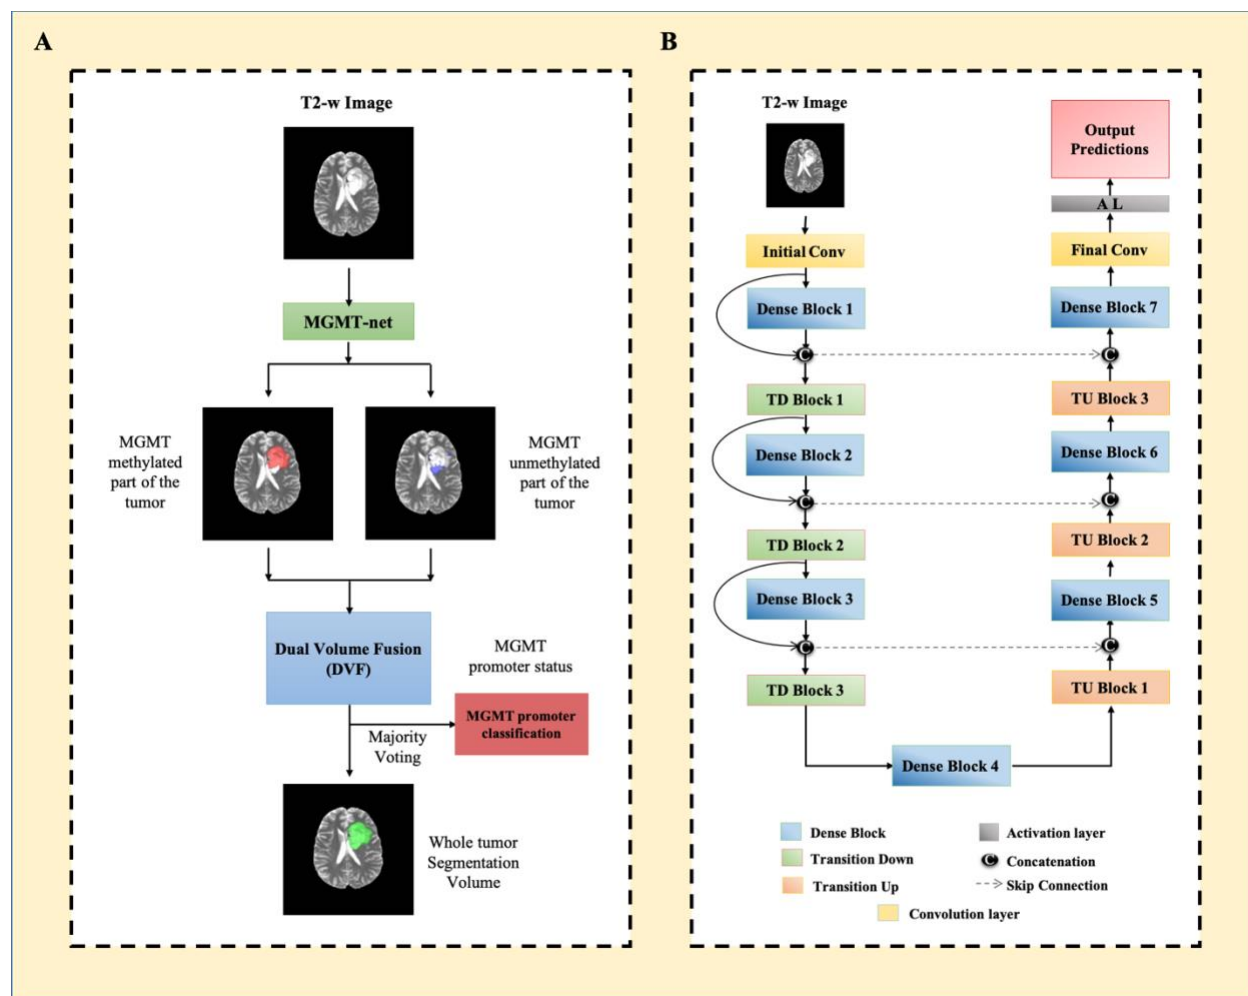 A
T2-w Image
MGMT-net
MGMT
methylated
part of the
tumor
MGMT
unmethylated
part of the
tumor
Dual Volume Fusion
(DVF)
MGMT
promoter status
MGMT promoter
classification
Majority
Voting
Whole tumor
Segmentation
Volume
B
T2-w Image
Initial Conv
Dense Block 1
C
TD Block 1
Dense Block 2
C
TD Block 2
Dense Block 3
C
TD Block 3
Dense Block 4
Output
Predictions
A L
Final Conv
Dense Block 7
C
TU Block 3
Dense Block 6
C
TU Block 2
Dense Block 5
C
TU Block 1
Dense Block
Transition Down
Transition Up
Activation layer
C Concatenation
Skip Connection
Convolution layer